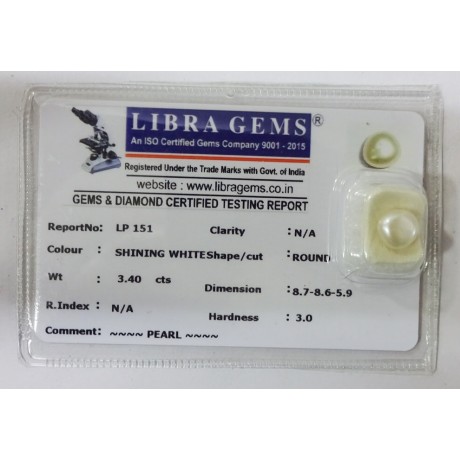 LIBRA GEMS ®
An ISO Certified Gems Company 9001 - 2015
Registered Under the Trade Marks with Govt. of India
website : www.libragems.co.in
GEMS & DIAMOND CERTIFIED TESTING REPORT
ReportNo: LP 151 Clarity : N/A
Colour : SHINING WHITE Shape/cut : ROUND
Wt : 3.40 cts Dimension : 8.7-8.6-5.9
R.Index : N/A Hardness : 3.0
Comment: ~~~~ PEARL ~~~~